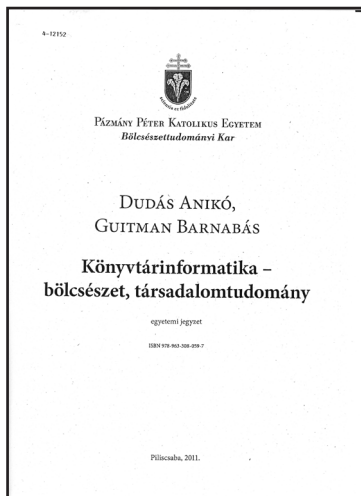 4-12152
PÁZMÁNY PÉTER KATOLIKUS EGYETEM
Bölcsészettudományi Kar
DUDÁS ANIKÓ,
GUITMAN BARNABÁS
Könyvtárinformatika –
bölcsészet, társadalomtudomány
egyetemi jegyzet
ISBN 978-963-308-059-7
Piliscsaba, 2011.